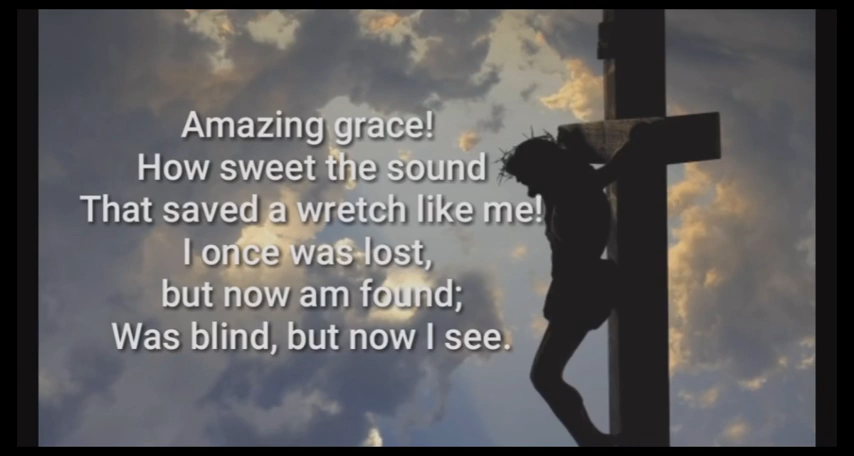 Amazing grace!
How sweet the sound
That saved a wretch like me!
I once was lost,
but now am found;
Was blind, but now I see.